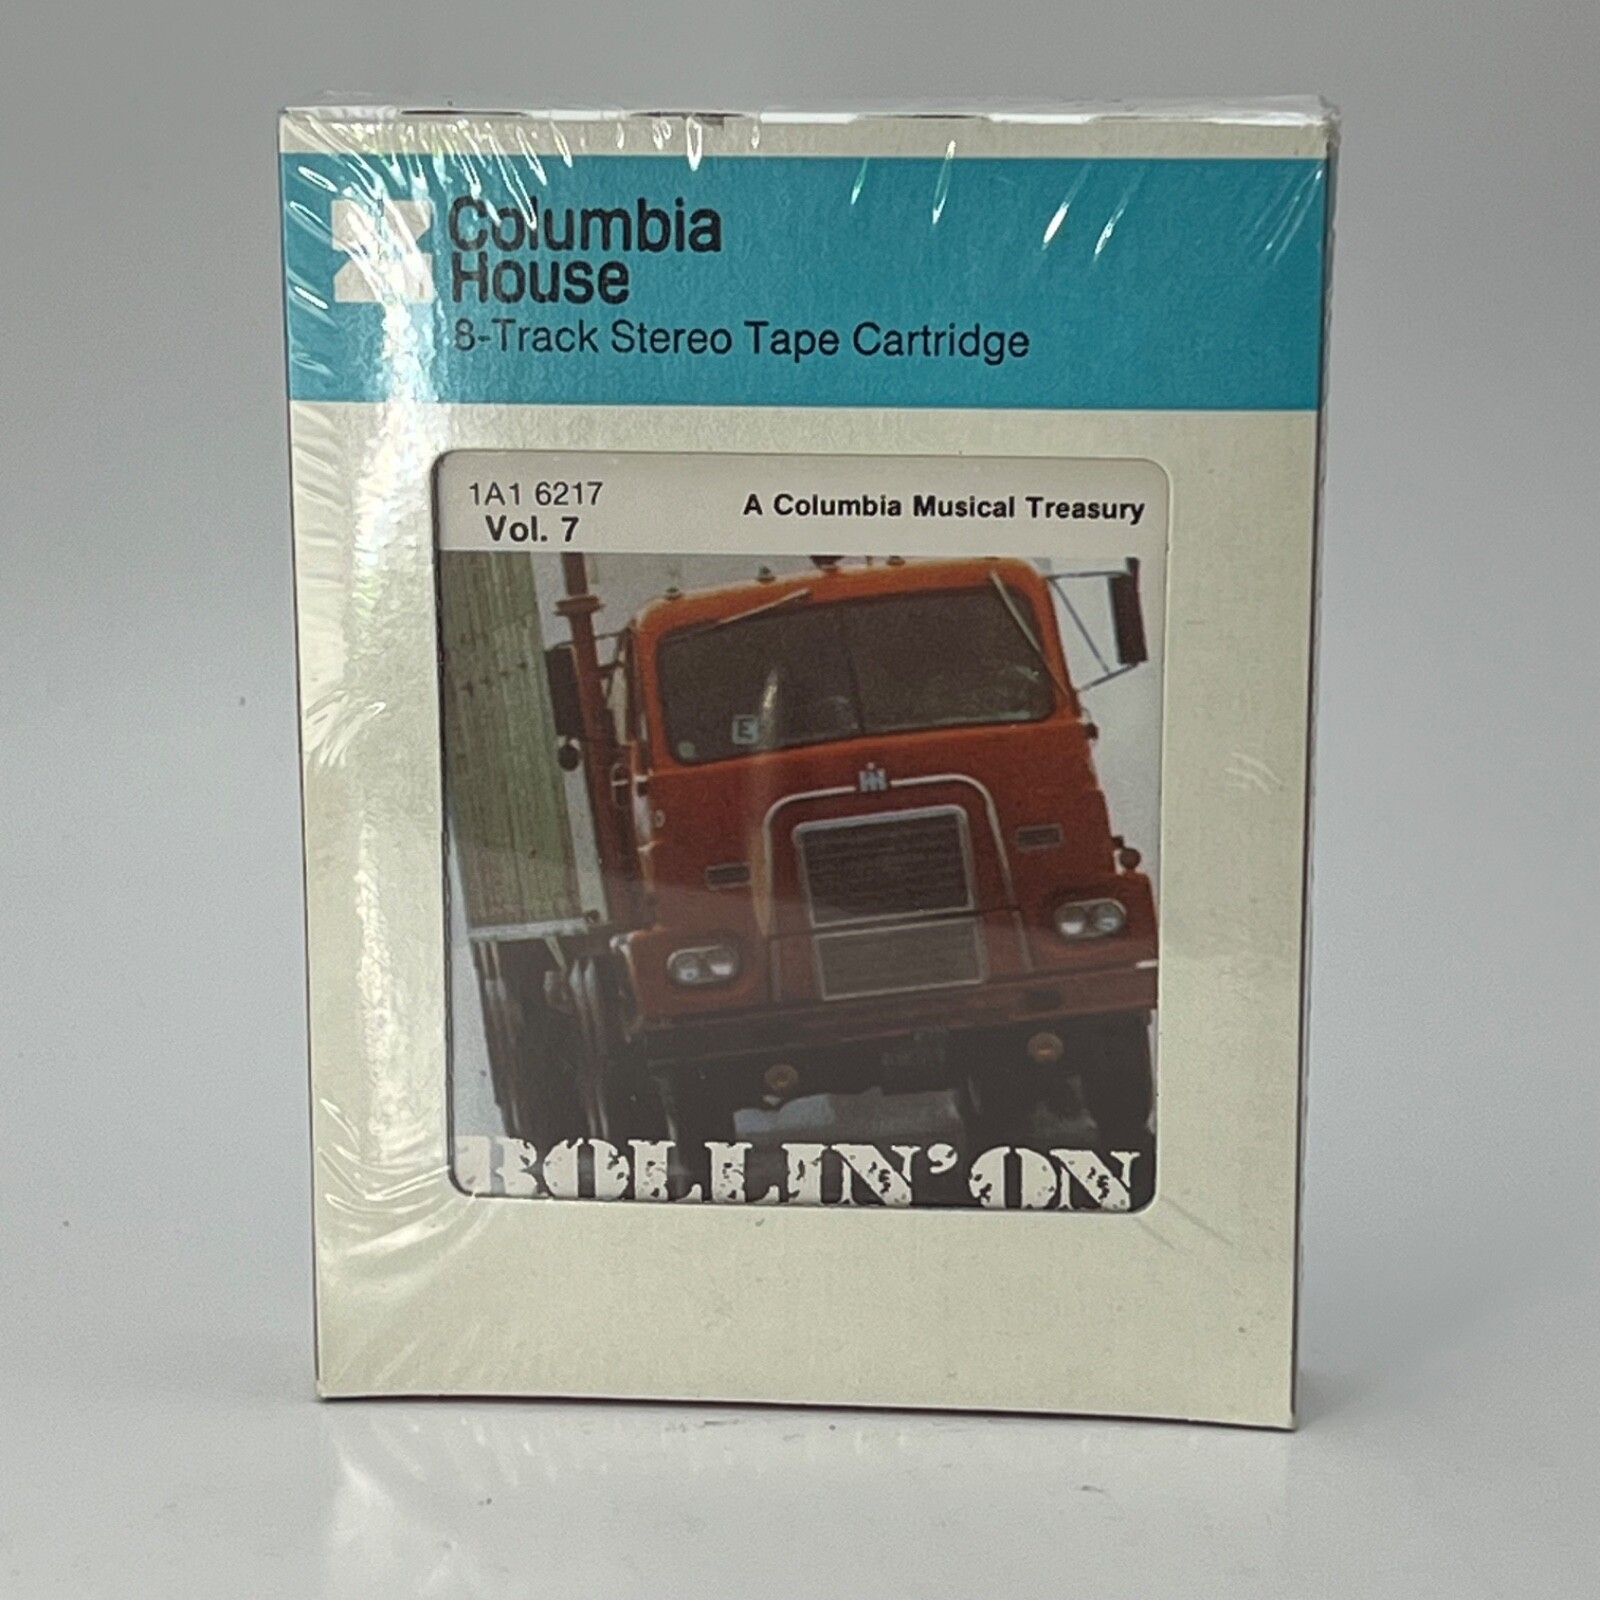 Columbia
House
8-Track Stereo Tape Cartridge
1A1 6217
Vol. 7
A Columbia Musical Treasury
E
ROLLIN' ON